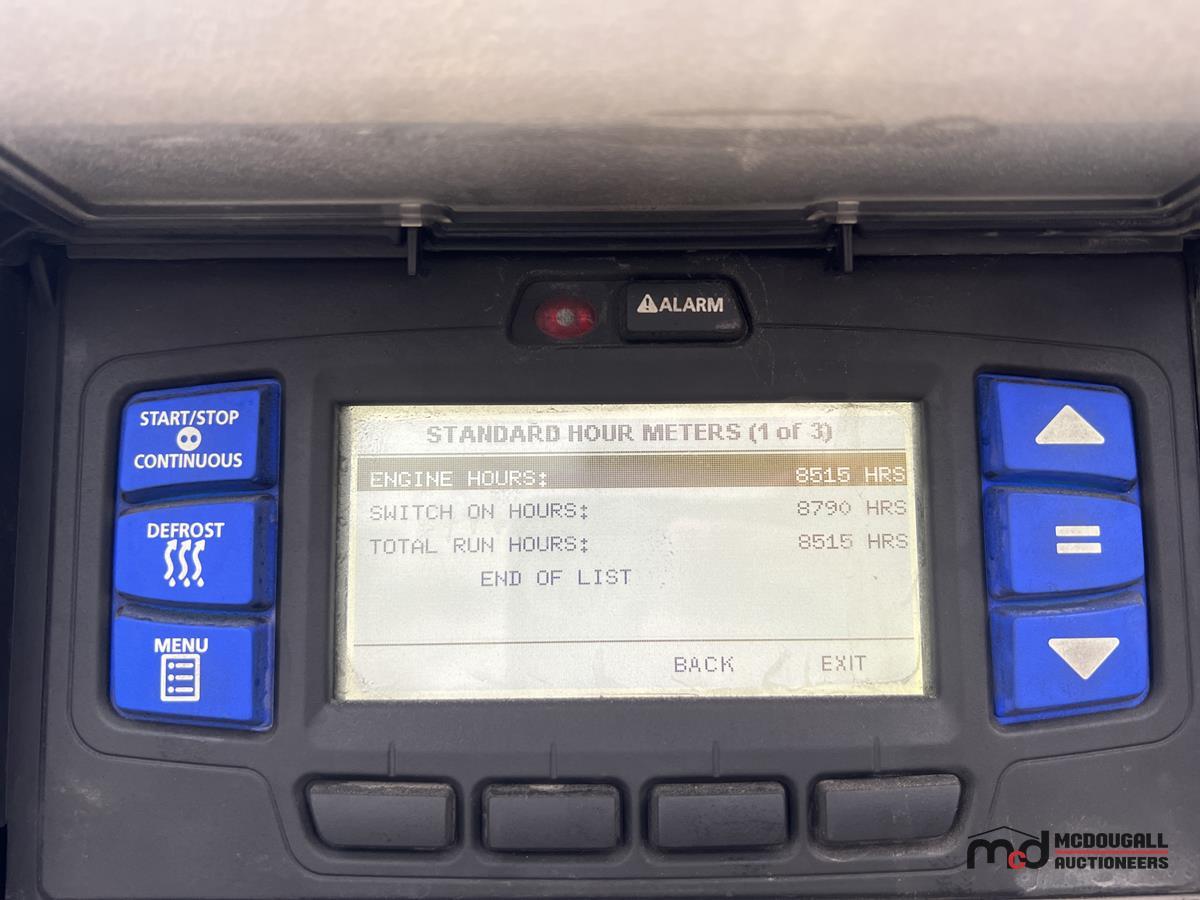 ALARM
START/STOP
CONTINUOUS
DEFROST
MENU
STANDARD HOUR METERS (1 of 3)
ENGINE HOURS: 8515 HRS
SWITCH ON HOURS: 8790 HRS
TOTAL RUN HOURS: 8515 HRS
END OF LIST
BACK EXIT
mcd MCDOUGALL
AUCTIONEERS